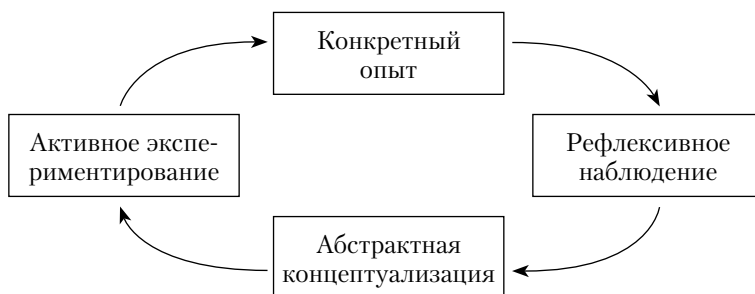 Конкретный
опыт
Активное экспе-
риментирование
Рефлексивное
наблюдение
Абстрактная
концептуализация